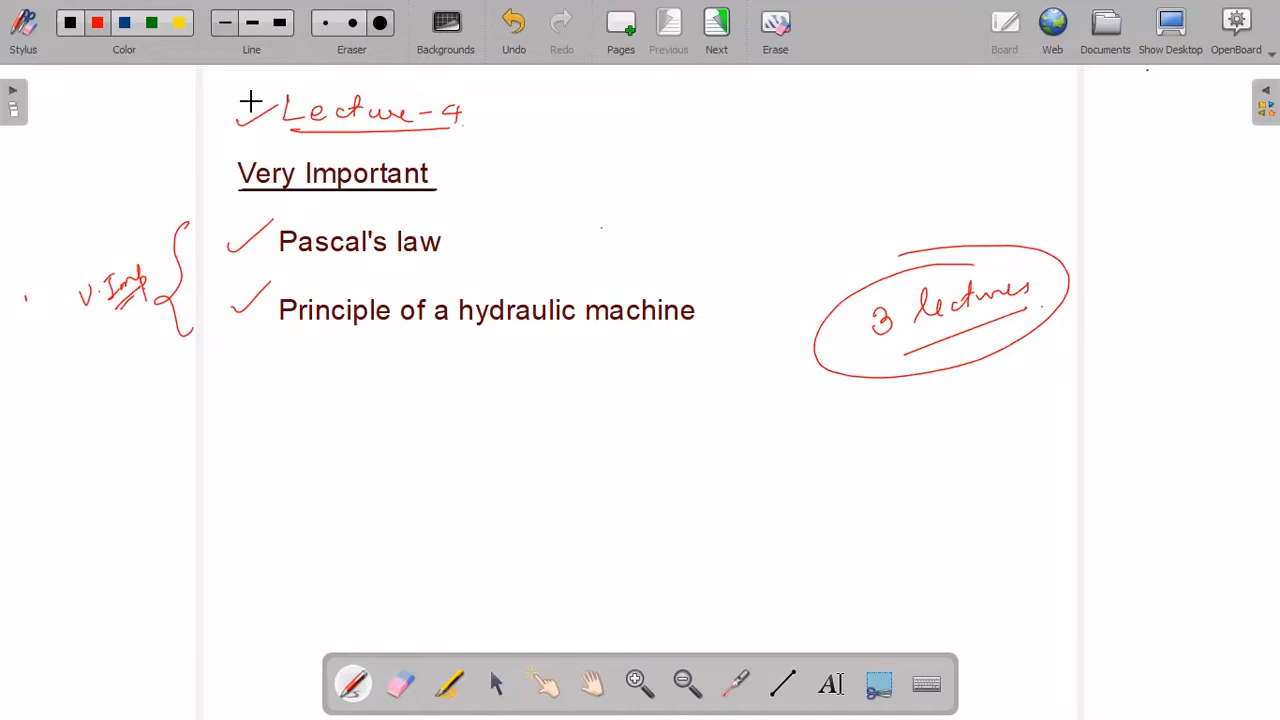 Stylus
Color
Line
Eraser
Backgrounds
Undo
Redo
Pages
Previous
Next
Erase
Board
Web
Documents
Show Desktop
OpenBoard
Lecture - 4
Very Important
Pascal's law
V. Imp
Principle of a hydraulic machine
3 lectures